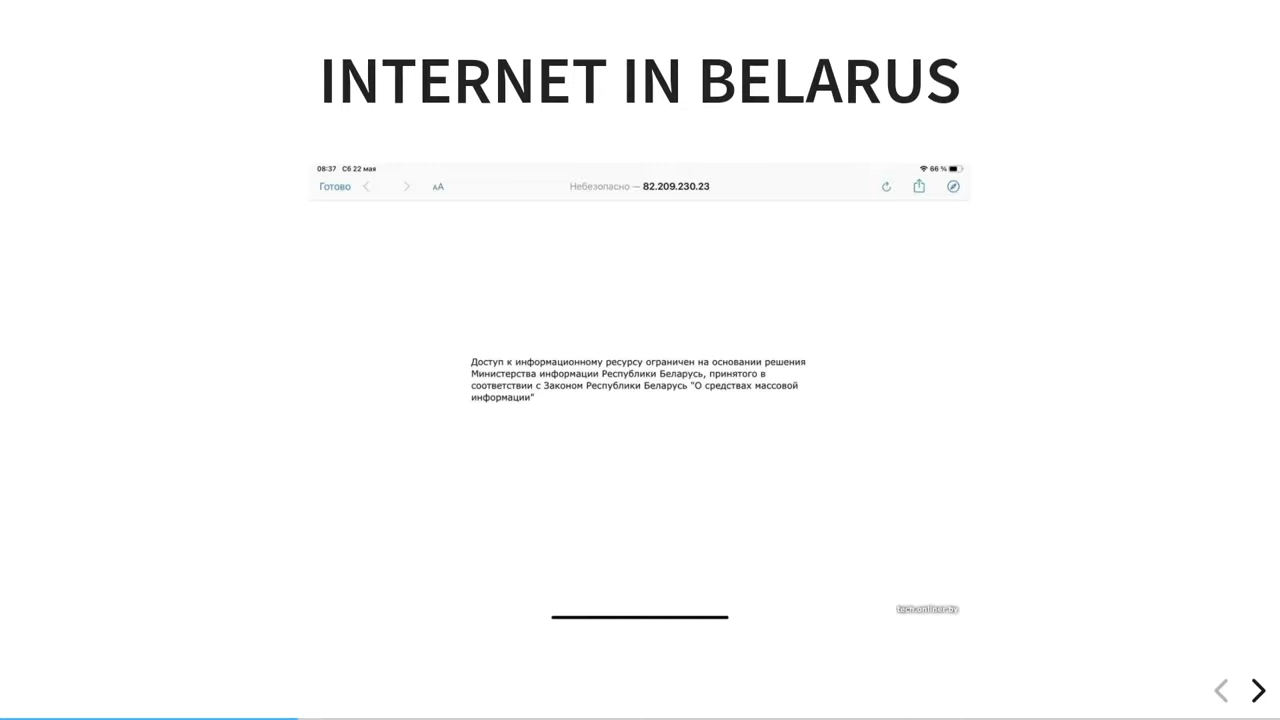 INTERNET IN BELARUS
08:37 Сб 22 мая 66 %
Готово AA Небезопасно — 82.209.230.23
Доступ к информационному ресурсу ограничен на основании решения
Министерства информации Республики Беларусь, принятого в
соответствии с Законом Республики Беларусь "О средствах массовой
информации"
tech.onliner.by